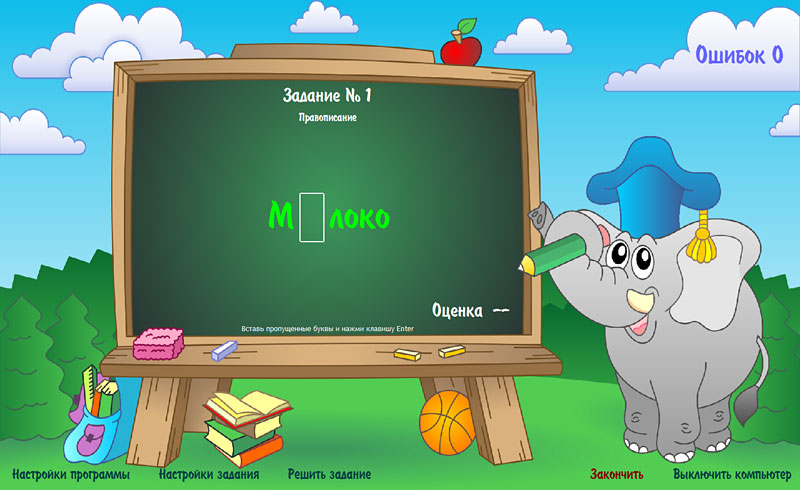 Ошибок 0
Задание № 1
Правописание
М локо
Оценка --
Вставь пропущенные буквы и нажми клавишу Enter
Настройки программы Настройки задания Решить задание Закончить Выключить компьютер